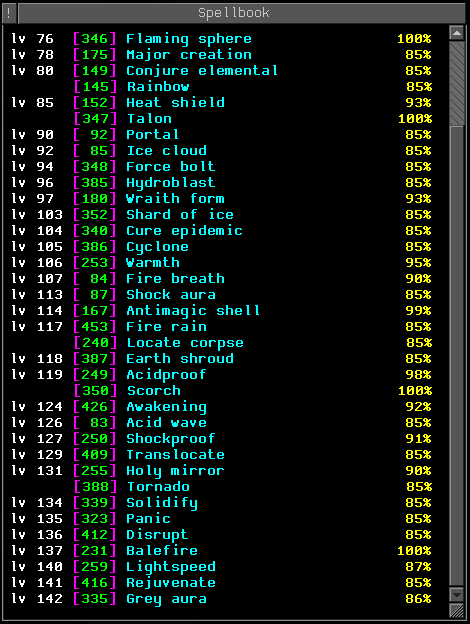 ! Spellbook
lv 76 [346] Flaming sphere 100%
lv 78 [175] Major creation 85%
lv 80 [149] Conjure elemental 85%
[145] Rainbow 85%
lv 85 [152] Heat shield 93%
[347] Talon 100%
lv 90 [ 92] Portal 85%
lv 92 [ 85] Ice cloud 85%
lv 94 [348] Force bolt 85%
lv 96 [385] Hydroblast 85%
lv 97 [180] Wraith form 93%
lv 103 [352] Shard of ice 85%
lv 104 [340] Cure epidemic 85%
lv 105 [386] Cyclone 85%
lv 106 [253] Warmth 95%
lv 107 [ 84] Fire breath 90%
lv 113 [ 87] Shock aura 85%
lv 114 [167] Antimagic shell 99%
lv 117 [453] Fire rain 85%
[240] Locate corpse 85%
lv 118 [387] Earth shroud 85%
lv 119 [249] Acidproof 98%
[350] Scorch 100%
lv 124 [426] Awakening 92%
lv 126 [ 83] Acid wave 85%
lv 127 [250] Shockproof 91%
lv 129 [409] Translocate 85%
lv 131 [255] Holy mirror 90%
[388] Tornado 85%
lv 134 [339] Solidify 85%
lv 135 [323] Panic 85%
lv 136 [412] Disrupt 85%
lv 137 [231] Balefire 100%
lv 140 [259] Lightspeed 87%
lv 141 [416] Rejuvenate 85%
lv 142 [335] Grey aura 86%